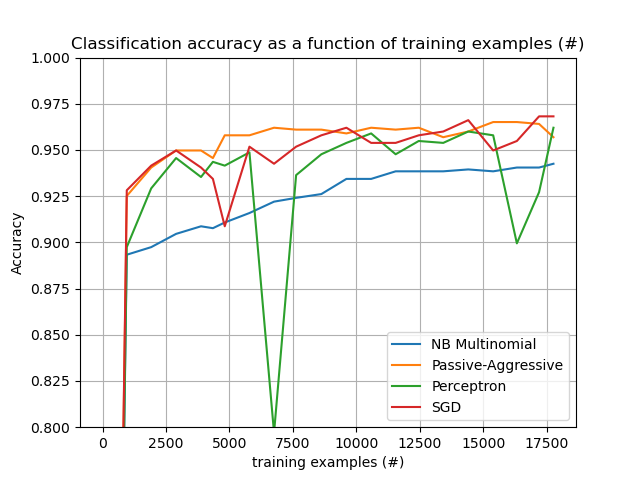 Classification accuracy as a function of training examples (#)
1.000
0.975
0.950
0.925
0.900
0.875
0.850
0.825
0.800
Accuracy
NB Multinomial
Passive-Aggressive
Perceptron
SGD
0 2500 5000 7500 10000 12500 15000 17500
training examples (#)